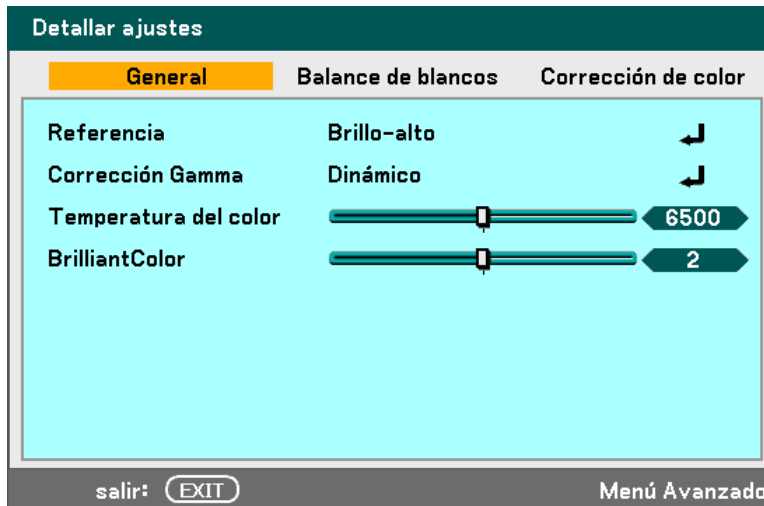 Detallar ajustes
General Balance de blancos Corrección de color
Referencia Brillo-alto
Corrección Gamma Dinámico
Temperatura del color 6500
BrilliantColor 2
salir: EXIT Menú Avanzado